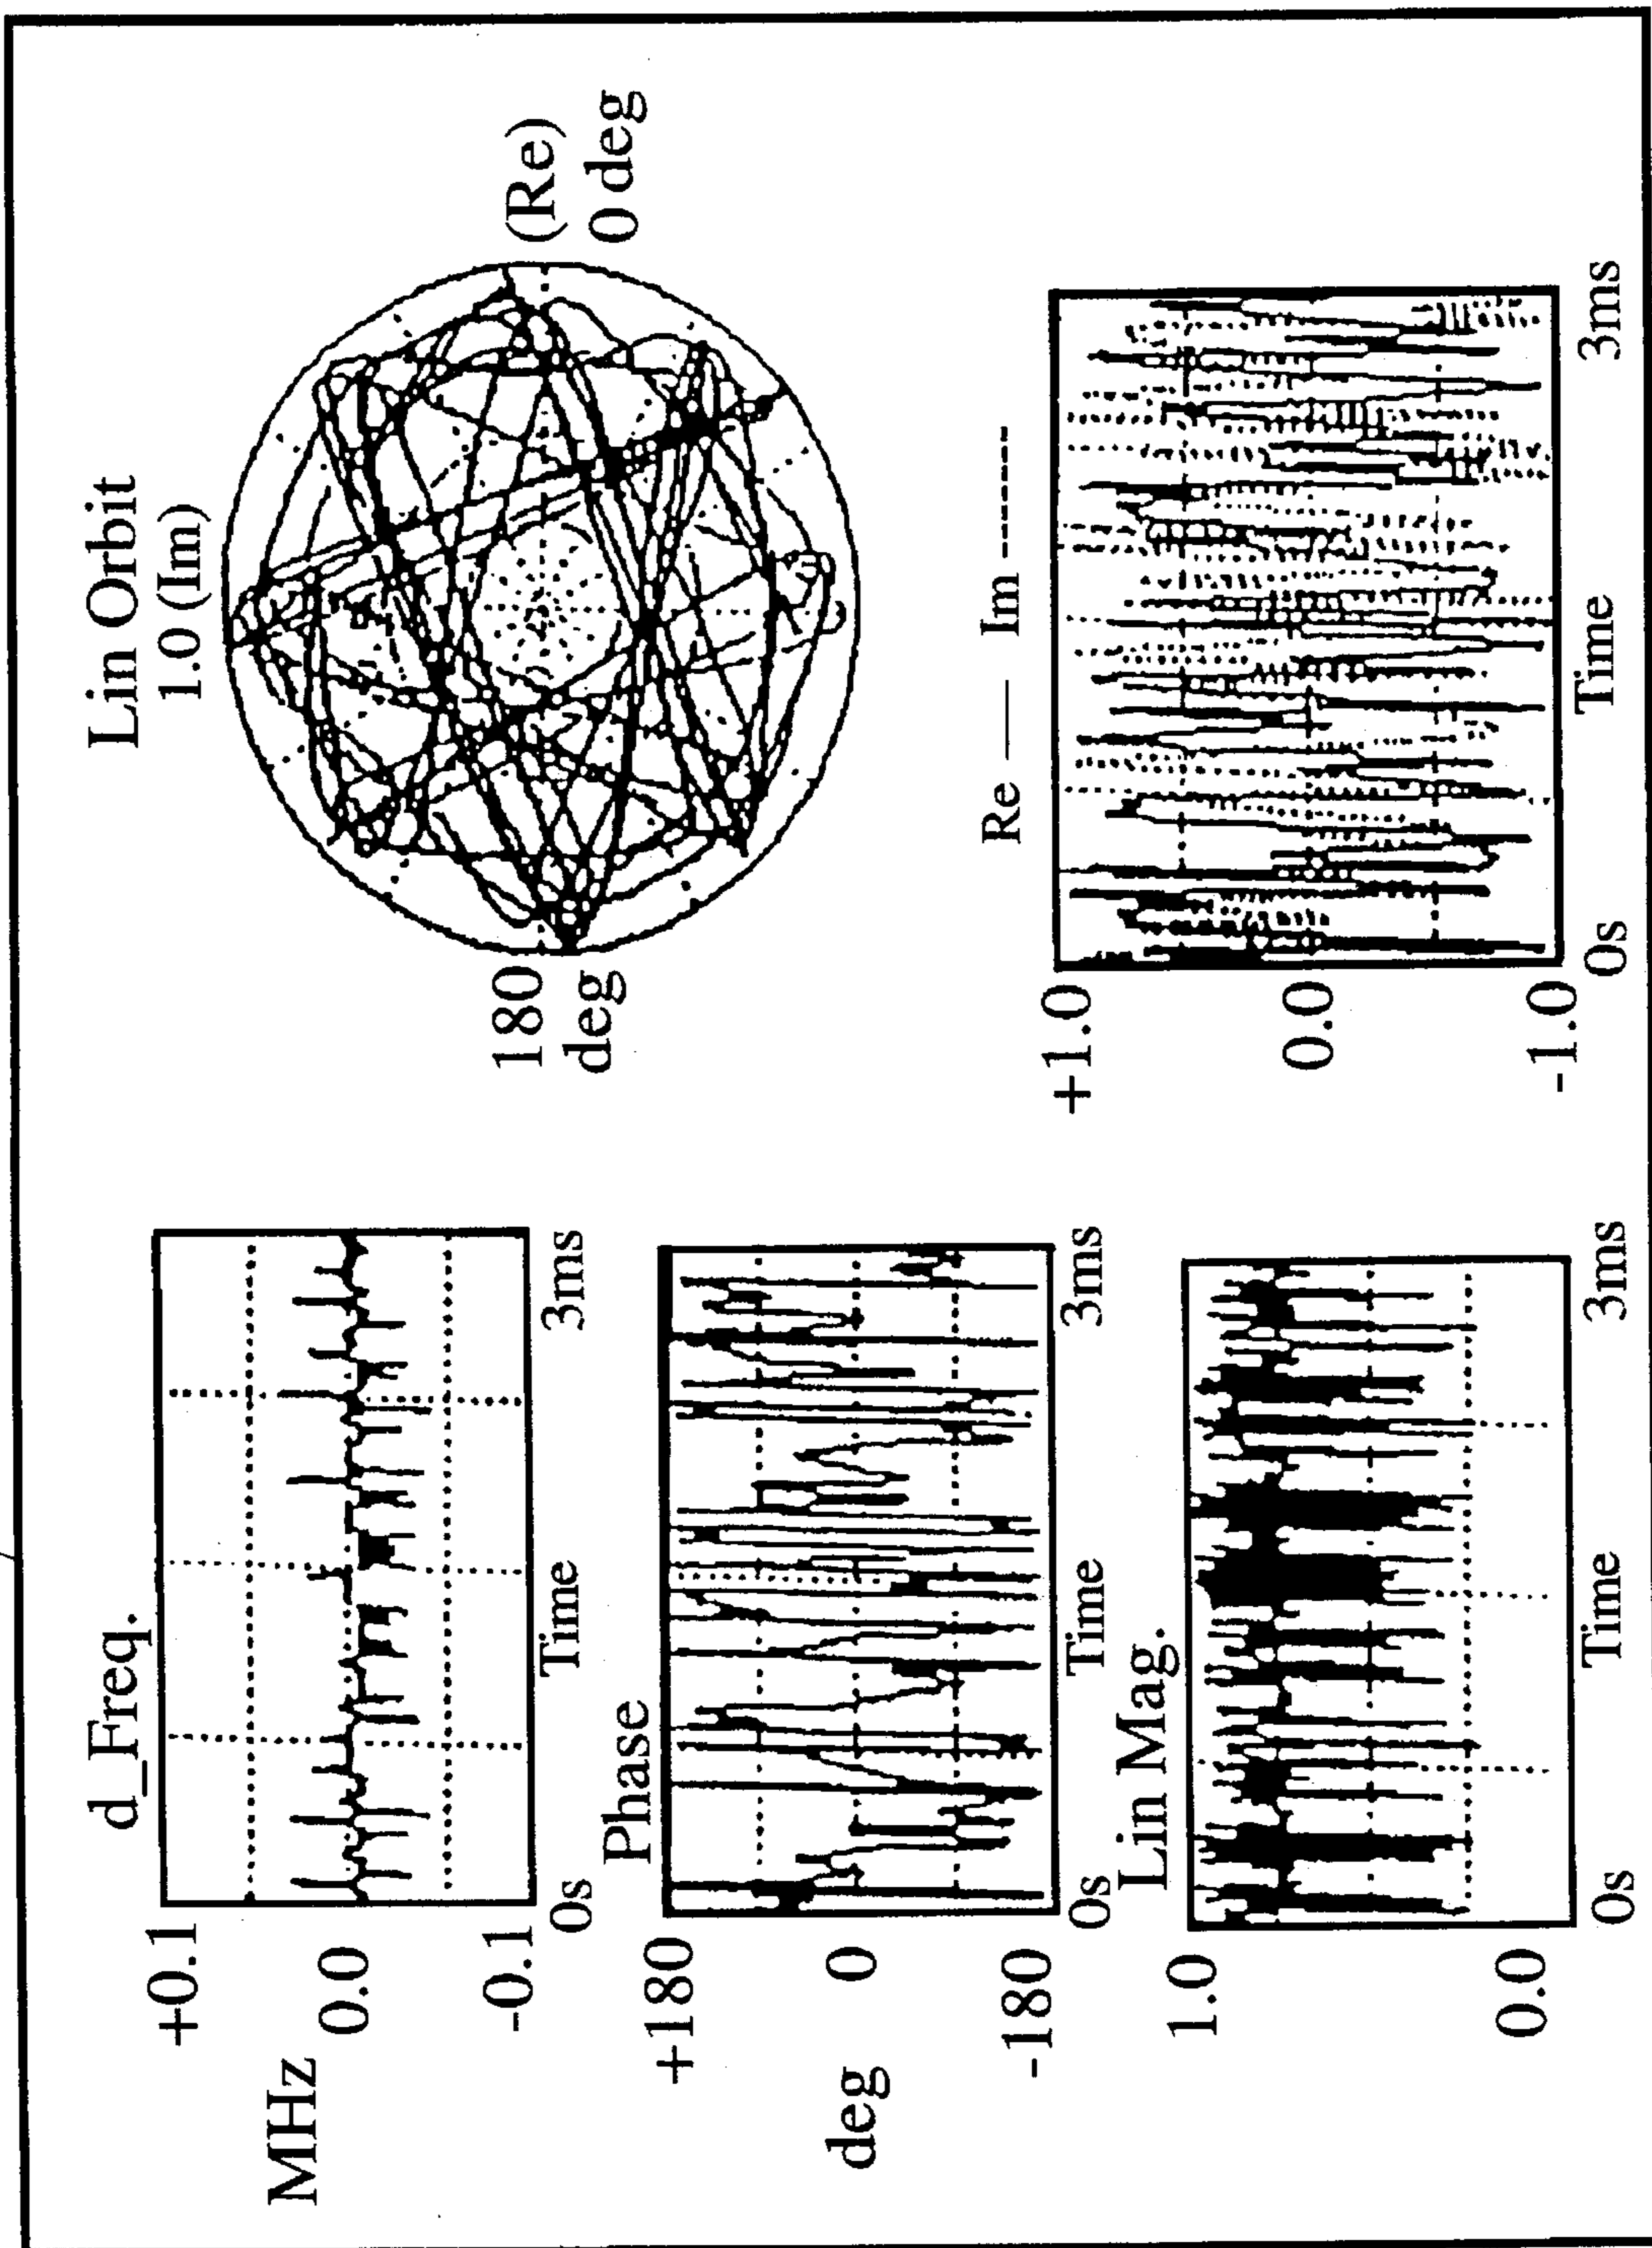 d_Freq.
+0.1
MHz
0.0
-0.1
0s
Time
3ms
Phase
+180
deg
0
-180
0s
Time
3ms
Lin Mag.
1.0
0.0
0s
Time
3ms
Lin Orbit
1.0 (Im)
180
deg
(Re)
0 deg
Re — Im ------
+1.0
0.0
-1.0
0s
Time
3ms